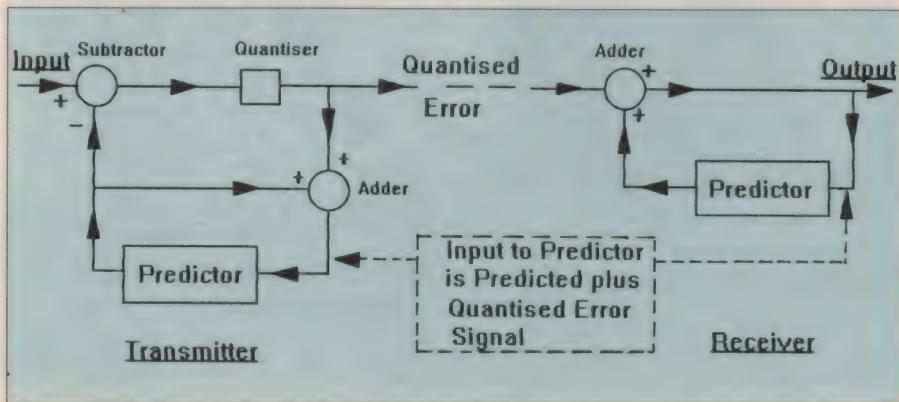 Input
Subtractor
Quantiser
+
−
Quantised
Error
Adder
+
+
Output
+
+
Adder
Predictor
Predictor
Input to Predictor
is Predicted plus
Quantised Error
Signal
Transmitter
Receiver